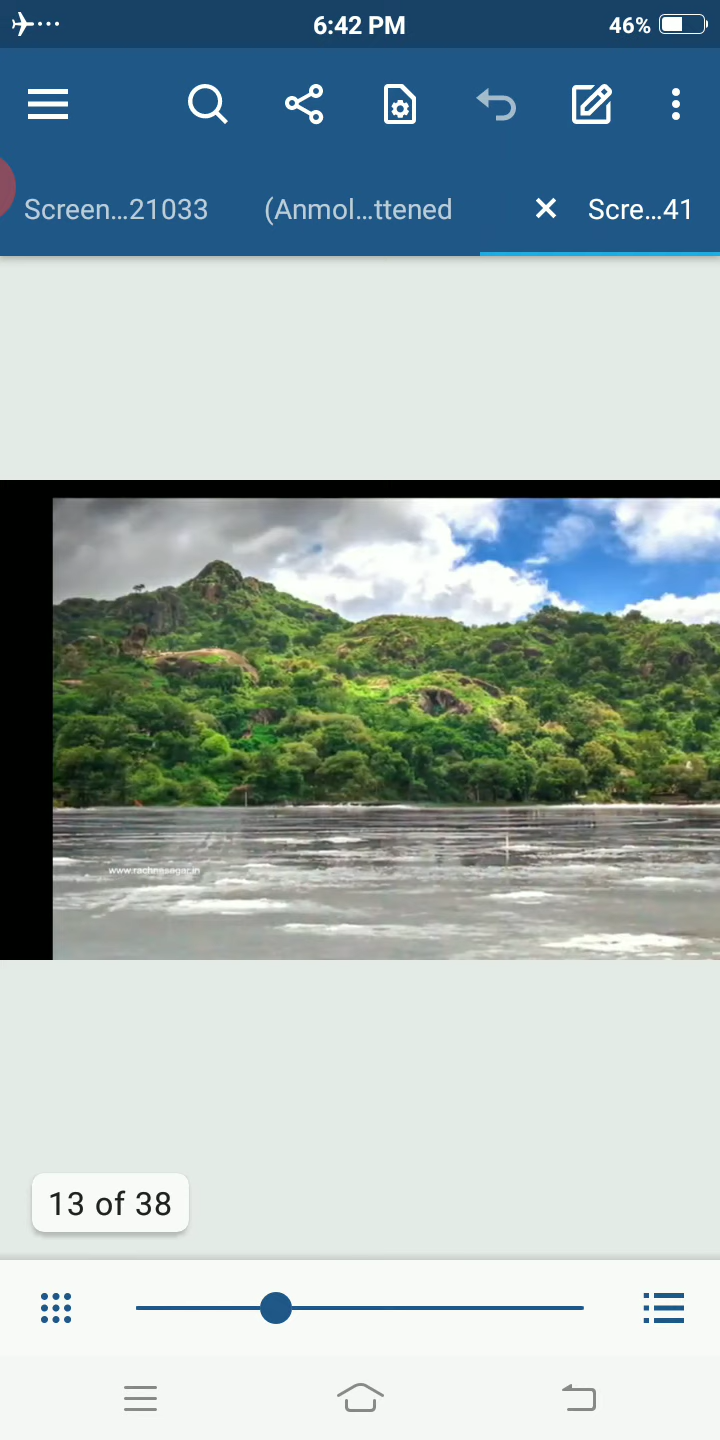 6:42 PM
46%
Screen...21033
(Anmol...ttened
Scre...41
13 of 38